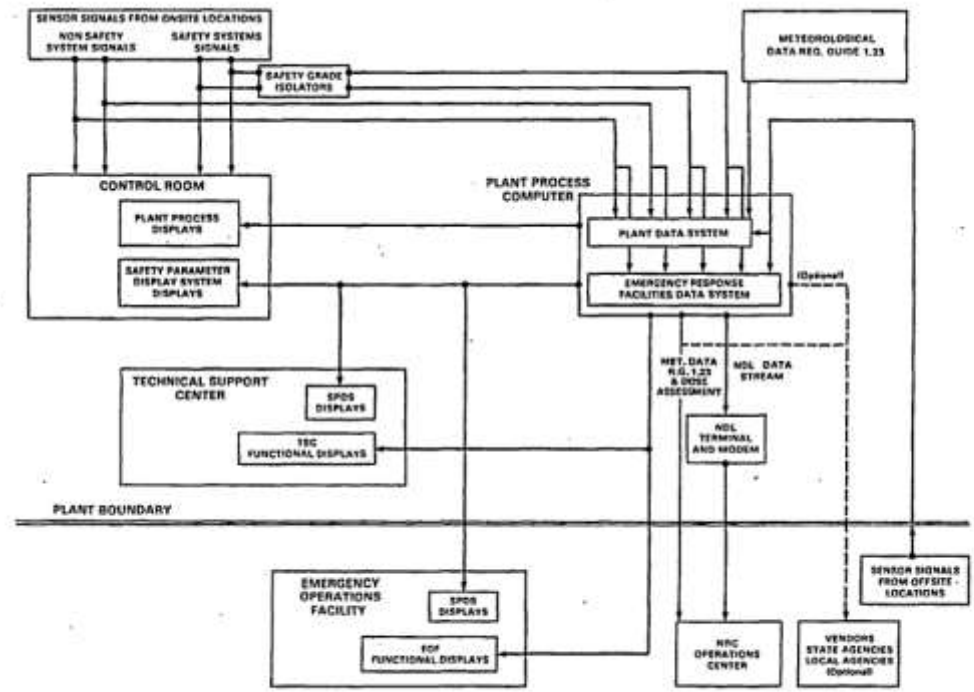 SENSOR SIGNALS FROM ONSITE LOCATIONS
NON SAFETY
SYSTEM SIGNALS
SAFETY SYSTEMS
SIGNALS
SAFETY GRADE
ISOLATORS
METEOROLOGICAL
DATA REG. GUIDE 1.23
CONTROL ROOM
PLANT PROCESS
DISPLAYS
SAFETY PARAMETER
DISPLAY SYSTEM
DISPLAYS
PLANT PROCESS
COMPUTER
PLANT DATA SYSTEM
EMERGENCY RESPONSE
FACILITIES DATA SYSTEM
(Optional)
TECHNICAL SUPPORT
CENTER
SPDS
DISPLAYS
TSC
FUNCTIONAL DISPLAYS
MET. DATA
R.G. 1.23
& DOSE
ASSESSMENT
NDL DATA
STREAM
NDL
TERMINAL
AND MODEM
PLANT BOUNDARY
EMERGENCY
OPERATIONS
FACILITY
SPDS
DISPLAYS
EOF
FUNCTIONAL DISPLAYS
NRC
OPERATIONS
CENTER
VENDORS
STATE AGENCIES
LOCAL AGENCIES
(Optional)
SENSOR SIGNALS
FROM OFFSITE -
LOCATIONS